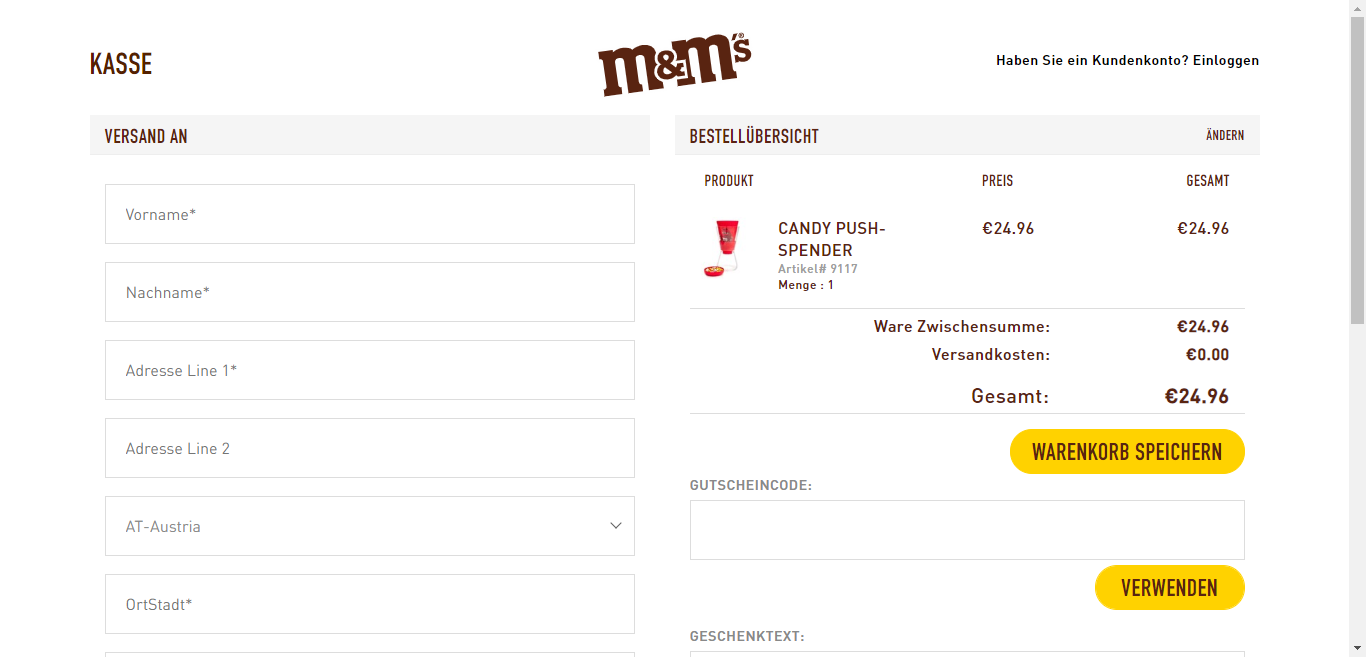 KASSE
m&m's®
Haben Sie ein Kundenkonto? Einloggen
VERSAND AN
Vorname*
Nachname*
Adresse Line 1*
Adresse Line 2
AT-Austria
OrtStadt*
BESTELLÜBERSICHT
ÄNDERN
PRODUKT PREIS GESAMT
CANDY PUSH- €24.96 €24.96
SPENDER
Artikel# 9117
Menge : 1
Ware Zwischensumme: €24.96
Versandkosten: €0.00
Gesamt: €24.96
WARENKORB SPEICHERN
GUTSCHEINCODE:
VERWENDEN
GESCHENKTEXT: